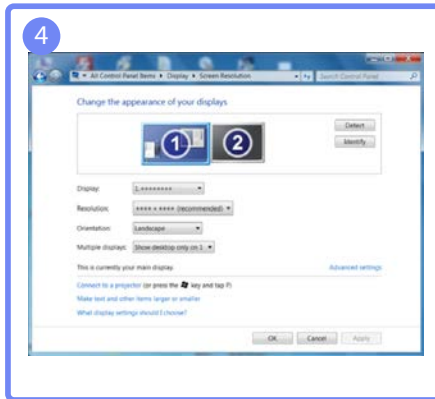 4
All Control Panel Items ▸ Display ▸ Screen Resolution
Search Control Panel
Change the appearance of your displays
1 2
Detect
Identify
Display: 1.********
Resolution: **** × **** (recommended)
Orientation: Landscape
Multiple displays: Show desktop only on 1
This is currently your main display.
Advanced settings
Connect to a projector (or press the key and tap P)
Make text and other items larger or smaller
What display settings should I choose?
OK Cancel Apply